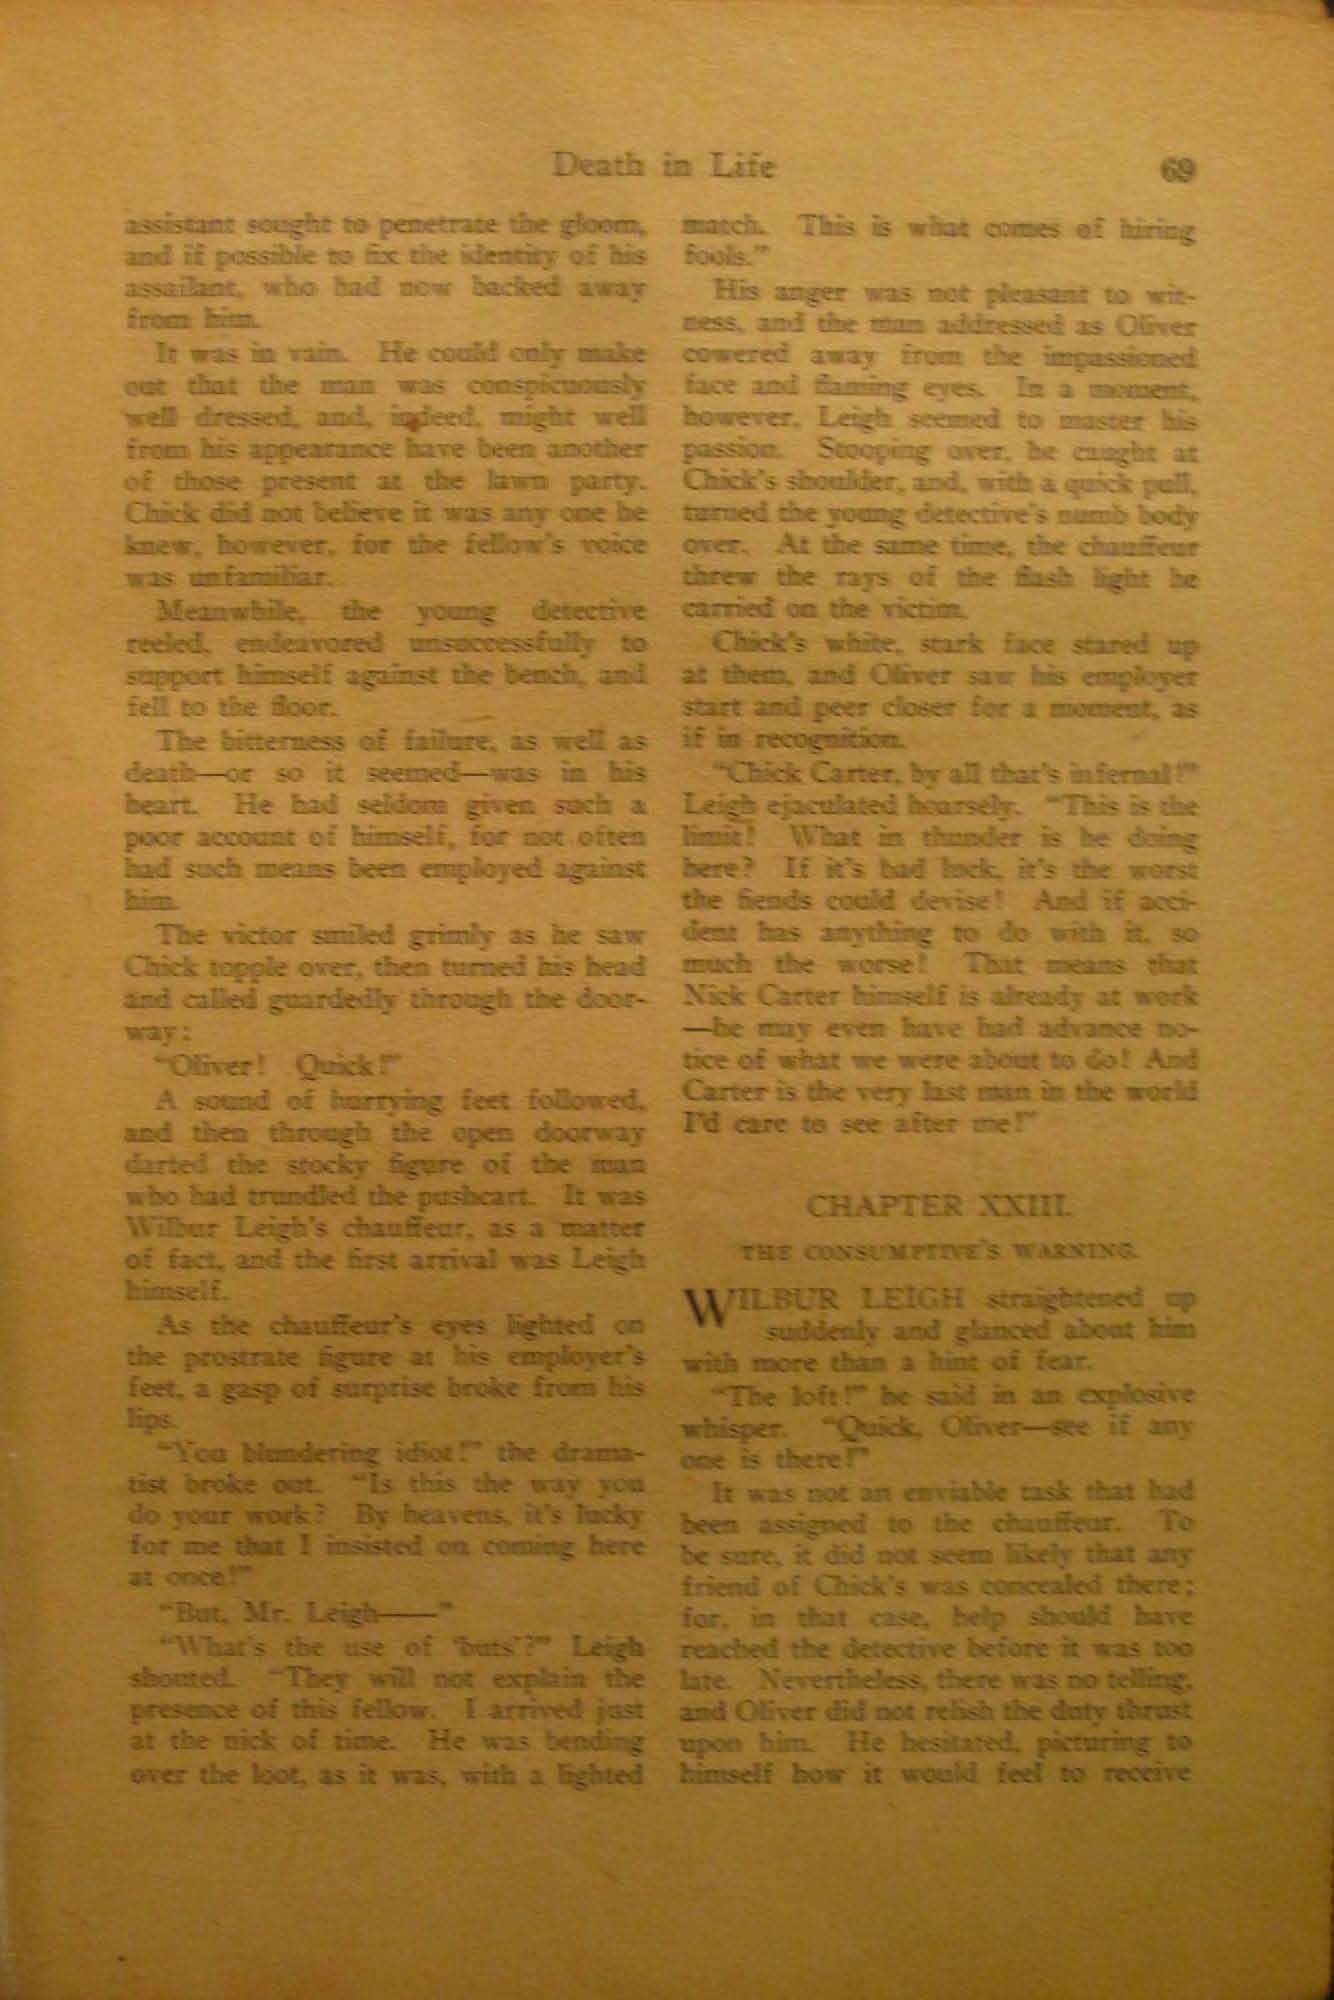 Death in Life
69
assistant sought to penetrate the gloom,
and if possible to fix the identity of his
assailant, who had now backed away
from him.
It was in vain. He could only make
out that the man was conspicuously
well dressed, and, indeed, might well
from his appearance have been another
of those present at the lawn party.
Chick did not believe it was any one he
knew, however, for the fellow's voice
was unfamiliar.
Meanwhile, the young detective
reeled, endeavored unsuccessfully to
support himself against the bench, and
fell to the floor.
The bitterness of failure, as well as
death—or so it seemed—was in his
heart. He had seldom given such a
poor account of himself, for not often
had such means been employed against
him.
The victor smiled grimly as he saw
Chick topple over, then turned his head
and called guardedly through the door-
way:
"Oliver! Quick!"
A sound of hurrying feet followed,
and then through the open doorway
darted the stocky figure of the man
who had trundled the pushcart. It was
Wilbur Leigh's chauffeur, as a matter
of fact, and the first arrival was Leigh
himself.
As the chauffeur's eyes lighted on
the prostrate figure at his employer's
feet, a gasp of surprise broke from his
lips.
"You blundering idiot!" the drama-
tist broke out. "Is this the way you
do your work? By heavens, it's lucky
for me that I insisted on coming here
at once!"
"But, Mr. Leigh——"
"What's the use of 'buts'?" Leigh
shouted. "They will not explain the
presence of this fellow. I arrived just
at the nick of time. He was bending
over the loot, as it was, with a lighted
match. This is what comes of hiring
fools."
His anger was not pleasant to wit-
ness, and the man addressed as Oliver
cowered away from the impassioned
face and flaming eyes. In a moment,
however, Leigh seemed to master his
passion. Stooping over, he caught at
Chick's shoulder, and, with a quick pull,
turned the young detective's numb body
over. At the same time, the chauffeur
threw the rays of the flash light he
carried on the victim.
Chick's white, stark face stared up
at them, and Oliver saw his employer
start and peer closer for a moment, as
if in recognition.
"Chick Carter, by all that's infernal!"
Leigh ejaculated hoarsely. "This is the
limit! What in thunder is he doing
here? If it's bad luck, it's the worst
the fiends could devise! And if acci-
dent has anything to do with it, so
much the worse! That means that
Nick Carter himself is already at work
—he may even have had advance no-
tice of what we were about to do! And
Carter is the very last man in the world
I'd care to see after me!"
CHAPTER XXIII.
THE CONSUMPTIVE'S WARNING.
WILBUR LEIGH straightened up
suddenly and glanced about him
with more than a hint of fear.
"The loft!" he said in an explosive
whisper. "Quick, Oliver—see if any
one is there!"
It was not an enviable task that had
been assigned to the chauffeur. To
be sure, it did not seem likely that any
friend of Chick's was concealed there;
for, in that case, help should have
reached the detective before it was too
late. Nevertheless, there was no telling,
and Oliver did not relish the duty thrust
upon him. He hesitated, picturing to
himself how it would feel to receive